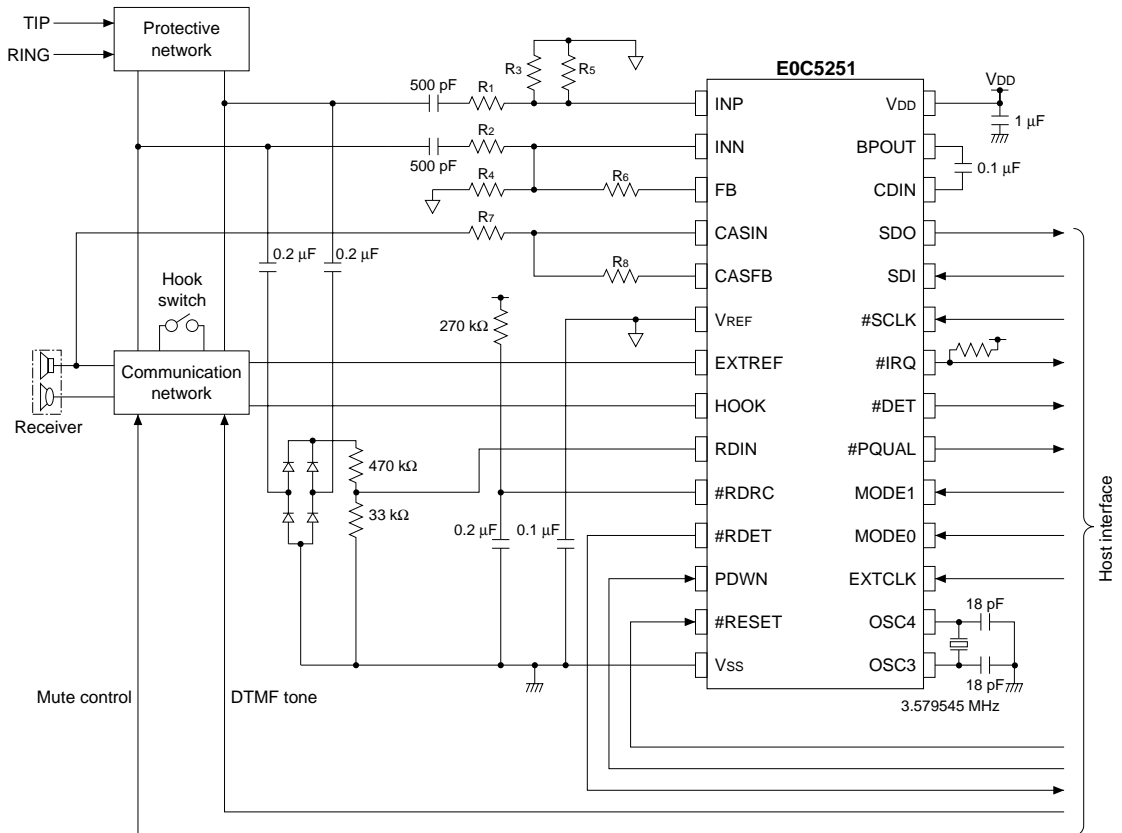 TIP
RING
Protective
network
500 pF
R1
R3
R5
R2
500 pF
R4
R6
R7
R8
0.2 µF
0.2 µF
Hook
switch
270 kΩ
Communication
network
Receiver
470 kΩ
33 kΩ
0.2 µF
0.1 µF
Mute control
DTMF tone
E0C5251
INP
INN
FB
CASIN
CASFB
VREF
EXTREF
HOOK
RDIN
#RDRC
#RDET
PDWN
#RESET
VSS
VDD
BPOUT
CDIN
SDO
SDI
#SCLK
#IRQ
#DET
#PQUAL
MODE1
MODE0
EXTCLK
OSC4
OSC3
VDD
1 µF
0.1 µF
18 pF
18 pF
3.579545 MHz
Host interface